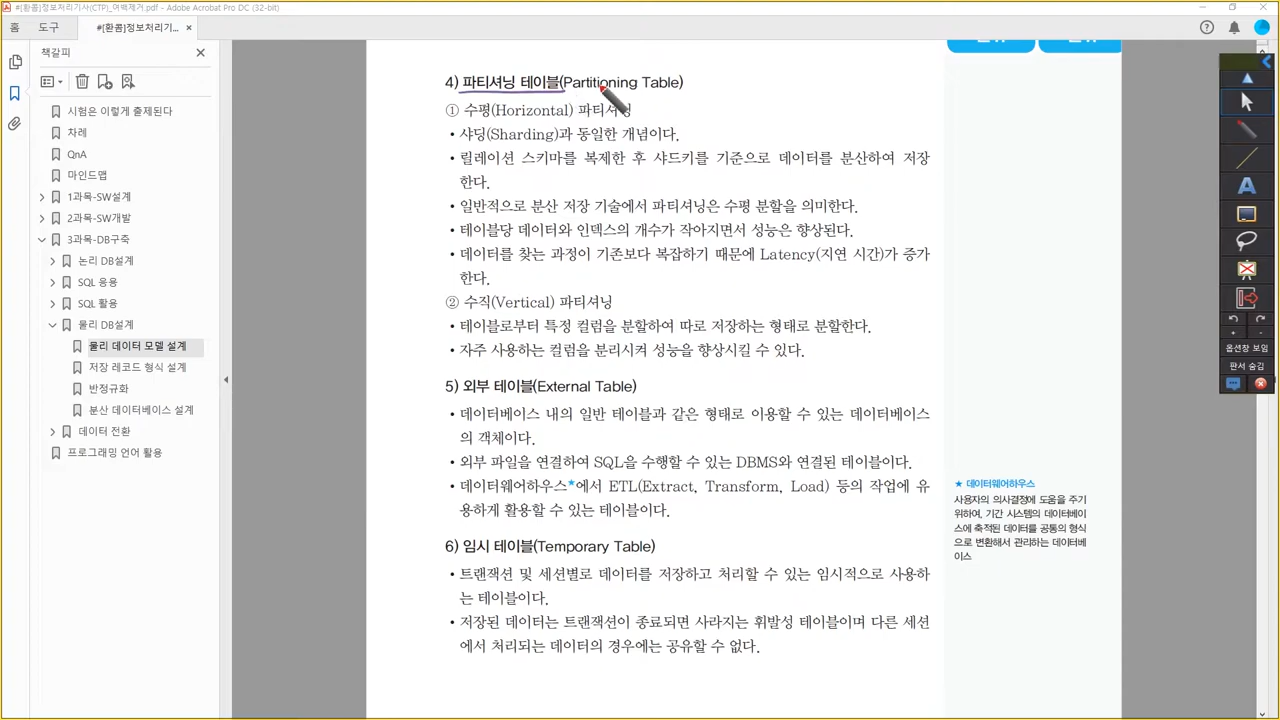 #[환콤]정보처리기사(CTP)_여백제거.pdf - Adobe Acrobat Pro DC (32-bit)
홈 도구 #[환콤]정보처리기... ×
책갈피
시험은 이렇게 출제된다
차례
QnA
마인드맵
1과목-SW설계
2과목-SW개발
3과목-DB구축
논리 DB설계
SQL 응용
SQL 활용
물리 DB설계
물리 데이터 모델 설계
저장 레코드 형식 설계
반정규화
분산 데이터베이스 설계
데이터 전환
프로그래밍 언어 활용
4) 파티셔닝 테이블(Partitioning Table)
① 수평(Horizontal) 파티셔닝
• 샤딩(Sharding)과 동일한 개념이다.
• 릴레이션 스키마를 복제한 후 샤드키를 기준으로 데이터를 분산하여 저장
한다.
• 일반적으로 분산 저장 기술에서 파티셔닝은 수평 분할을 의미한다.
• 테이블당 데이터와 인덱스의 개수가 작아지면서 성능은 향상된다.
• 데이터를 찾는 과정이 기존보다 복잡하기 때문에 Latency(지연 시간)가 증가
한다.
② 수직(Vertical) 파티셔닝
• 테이블로부터 특정 컬럼을 분할하여 따로 저장하는 형태로 분할한다.
• 자주 사용하는 컬럼을 분리시켜 성능을 향상시킬 수 있다.
5) 외부 테이블(External Table)
• 데이터베이스 내의 일반 테이블과 같은 형태로 이용할 수 있는 데이터베이스
의 객체이다.
• 외부 파일을 연결하여 SQL을 수행할 수 있는 DBMS와 연결된 테이블이다.
• 데이터웨어하우스★에서 ETL(Extract, Transform, Load) 등의 작업에 유
용하게 활용할 수 있는 테이블이다.
6) 임시 테이블(Temporary Table)
• 트랜잭션 및 세션별로 데이터를 저장하고 처리할 수 있는 임시적으로 사용하
는 테이블이다.
• 저장된 데이터는 트랜잭션이 종료되면 사라지는 휘발성 테이블이며 다른 세션
에서 처리되는 데이터의 경우에는 공유할 수 없다.
★ 데이터웨어하우스
사용자의 의사결정에 도움을 주기
위하여, 기간 시스템의 데이터베이
스에 축적된 데이터를 공통의 형식
으로 변환해서 관리하는 데이터베
이스
A
옵션창 보임
판서 숨김